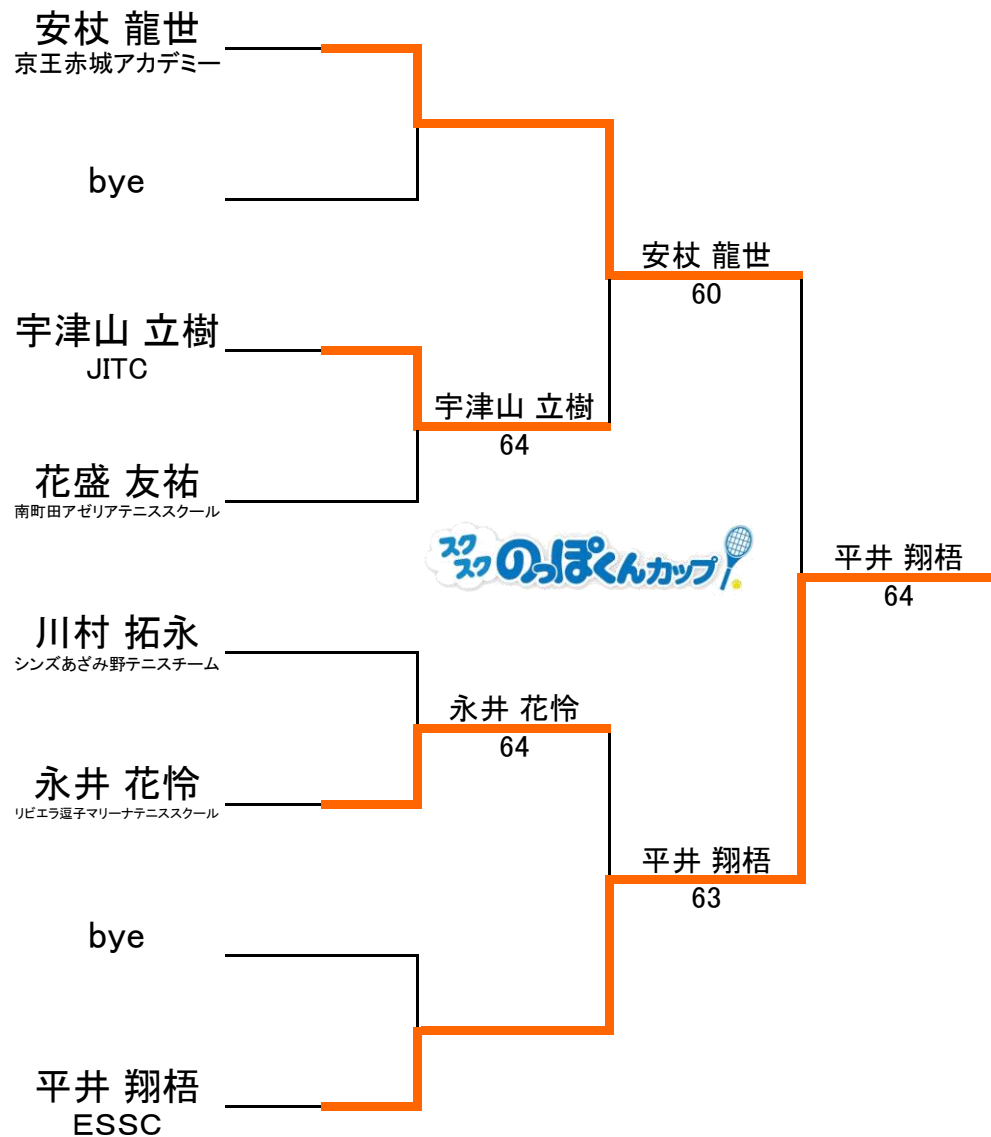 安杖 龍世
京王赤城アカデミー
bye
安杖 龍世
60
宇津山 立樹
JITC
宇津山 立樹
64
花盛 友祐
南町田アゼリアテニススクール
スクスクのっぽくんカップ
平井 翔梧
64
川村 拓永
シンズあざみ野テニスチーム
永井 花怜
64
永井 花怜
リビエラ逗子マリーナテニススクール
平井 翔梧
63
bye
平井 翔梧
ESSC